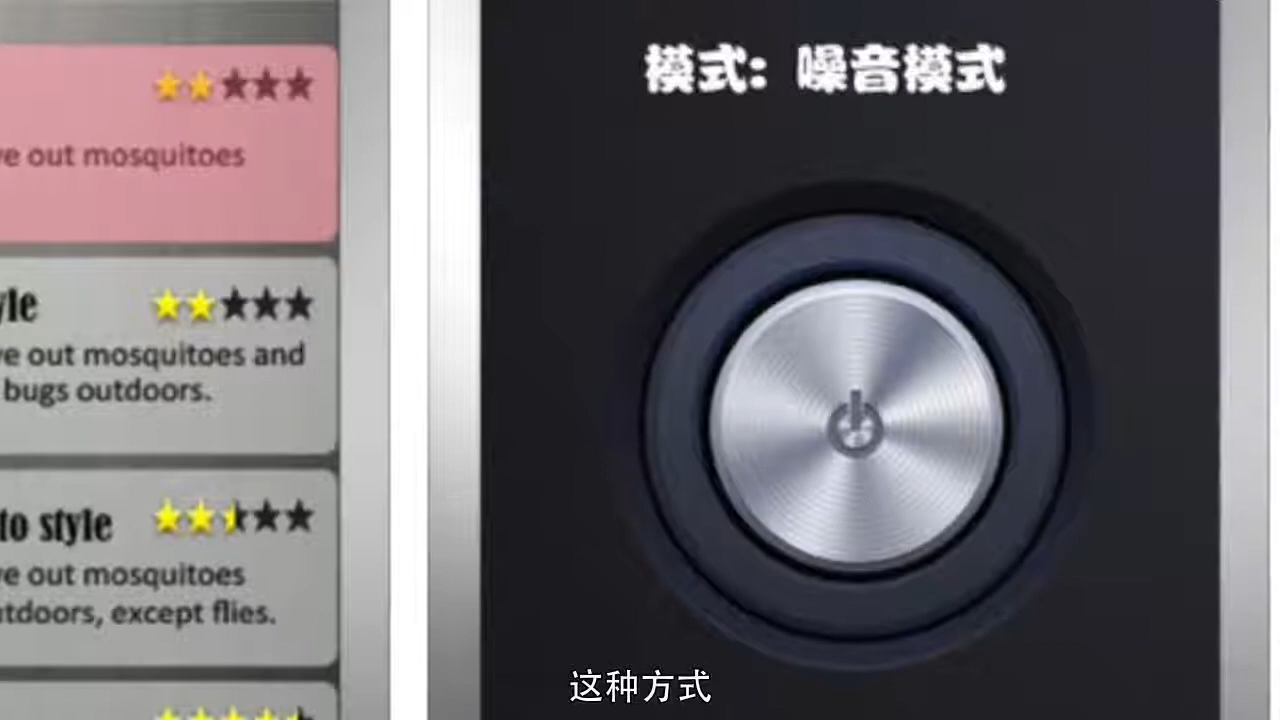 ve out mosquitoes
yle
ve out mosquitoes and
bugs outdoors.
to style
ve out mosquitoes
tdoors, except flies.
模式：噪音模式
这种方式